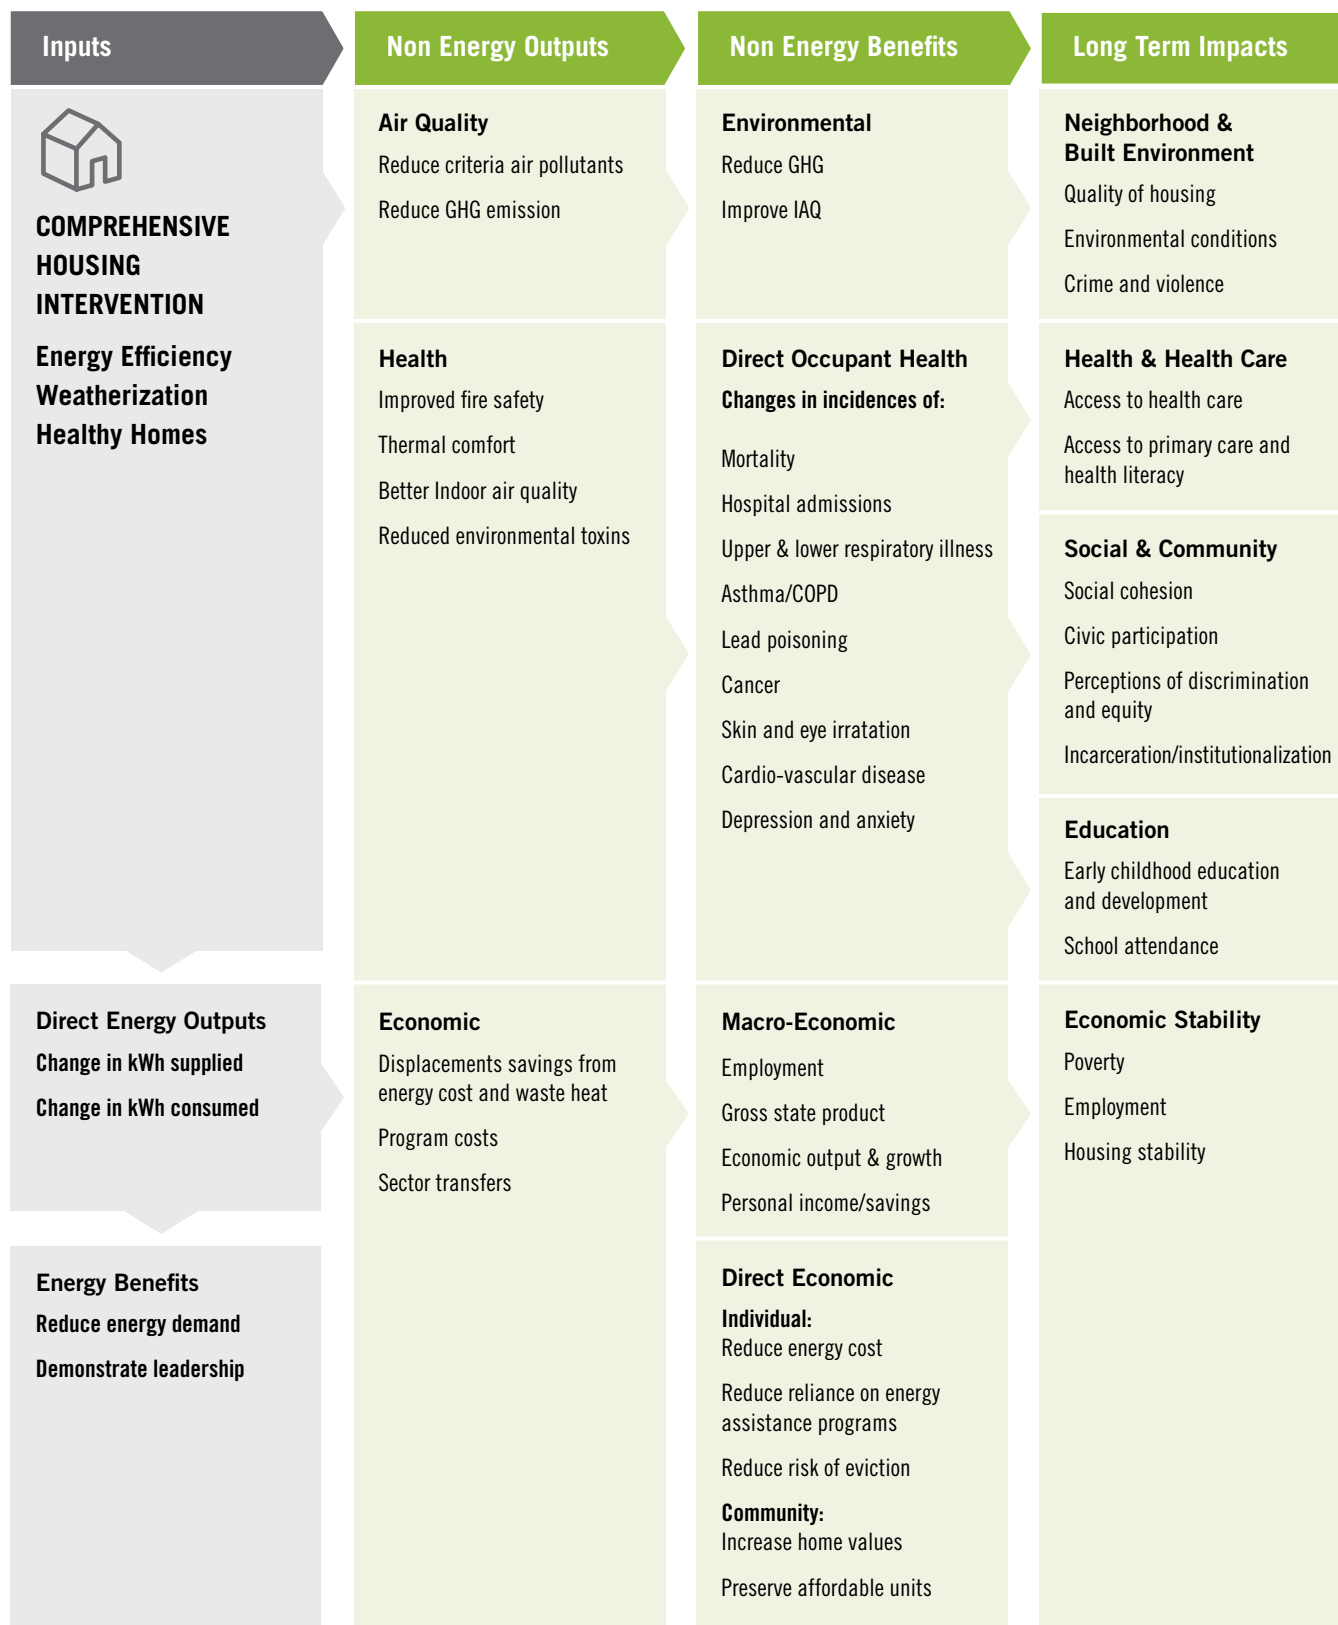 Inputs
Non Energy Outputs
Non Energy Benefits
Long Term Impacts
COMPREHENSIVE
HOUSING
INTERVENTION
Energy Efficiency
Weatherization
Healthy Homes
Direct Energy Outputs
Change in kWh supplied
Change in kWh consumed
Energy Benefits
Reduce energy demand
Demonstrate leadership
Air Quality
Reduce criteria air pollutants
Reduce GHG emission
Health
Improved fire safety
Thermal comfort
Better Indoor air quality
Reduced environmental toxins
Economic
Displacements savings from
energy cost and waste heat
Program costs
Sector transfers
Environmental
Reduce GHG
Improve IAQ
Direct Occupant Health
Changes in incidences of:
Mortality
Hospital admissions
Upper & lower respiratory illness
Asthma/COPD
Lead poisoning
Cancer
Skin and eye irratation
Cardio-vascular disease
Depression and anxiety
Macro-Economic
Employment
Gross state product
Economic output & growth
Personal income/savings
Direct Economic
Individual:
Reduce energy cost
Reduce reliance on energy
assistance programs
Reduce risk of eviction
Community:
Increase home values
Preserve affordable units
Neighborhood &
Built Environment
Quality of housing
Environmental conditions
Crime and violence
Health & Health Care
Access to health care
Access to primary care and
health literacy
Social & Community
Social cohesion
Civic participation
Perceptions of discrimination
and equity
Incarceration/institutionalization
Education
Early childhood education
and development
School attendance
Economic Stability
Poverty
Employment
Housing stability